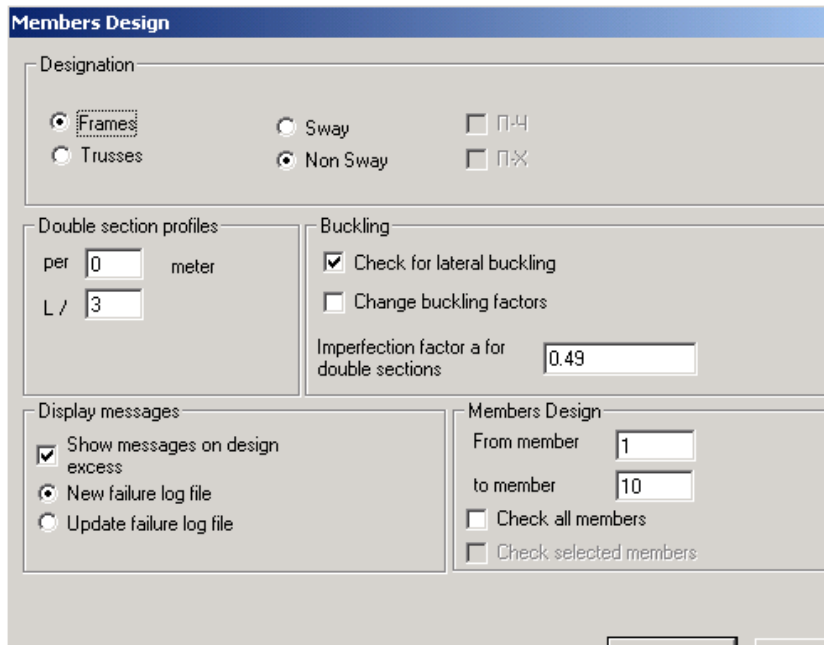 Members Design
Designation
Frames
Sway
Π-Ч
Trusses
Non Sway
Π-Х
Double section profiles
per 0 meter
L / 3
Buckling
Check for lateral buckling
Change buckling factors
Imperfection factor a for
double sections
0.49
Display messages
Show messages on design
excess
New failure log file
Update failure log file
Members Design
From member 1
to member 10
Check all members
Check selected members